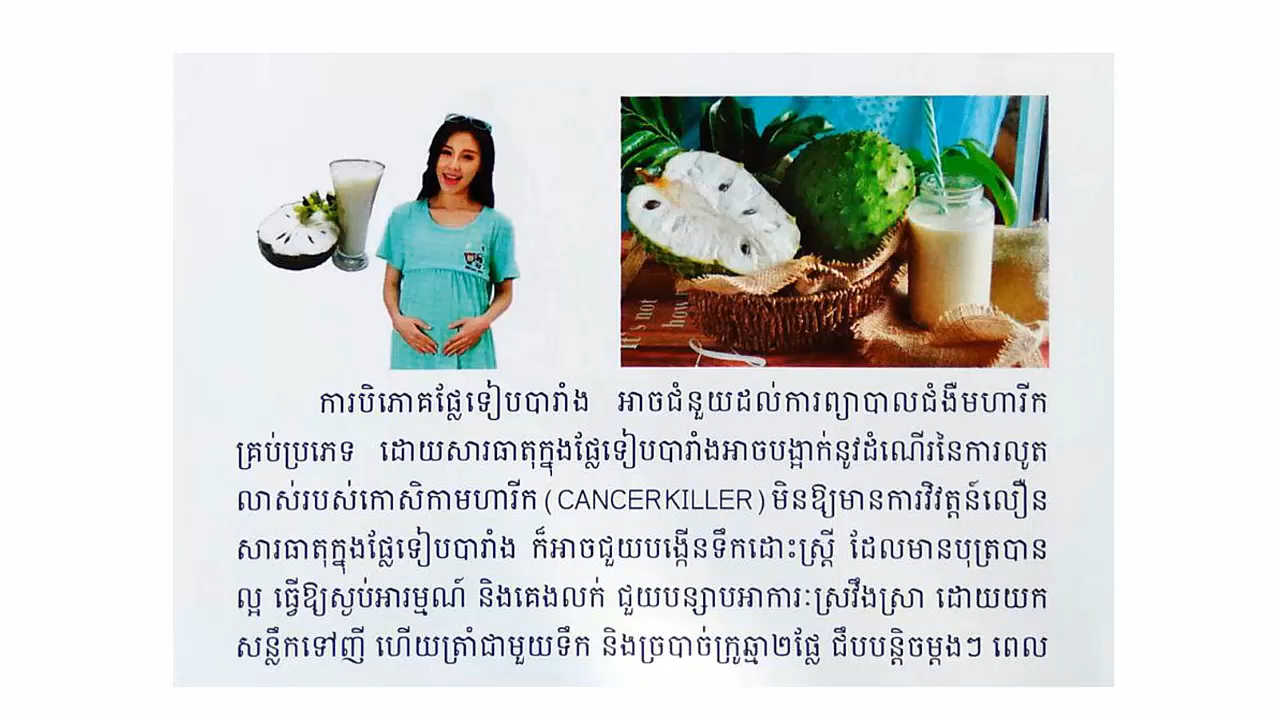 It's not
how
ការបិភោគផ្លែទៀបបារាំង អាចជំនួយដល់ការព្យាបាលជំងឺមហារីក
គ្រប់ប្រភេទ ដោយសារធាតុក្នុងផ្លែទៀបបារាំងអាចបង្អាក់នូវដំណើរនៃការលូត
លាស់របស់កោសិកាមហារីក (CANCER KILLER) មិនឱ្យមានការវិវត្តន៍លឿន
សារធាតុក្នុងផ្លែទៀបបារាំង ក៏អាចជួយបង្កើនទឹកដោះស្ត្រី ដែលមានបុត្របាន
ល្អ ធ្វើឱ្យស្ងប់អារម្មណ៍ និងគេងលក់ ជួយបន្សាបអាការៈស្រវឹងស្រា ដោយយក
សន្លឹកទៅញី ហើយត្រាំជាមួយទឹក និងច្របាច់ក្រូឆ្មា២ផ្លែ ជឹបបន្តិចម្តងៗ ពេល